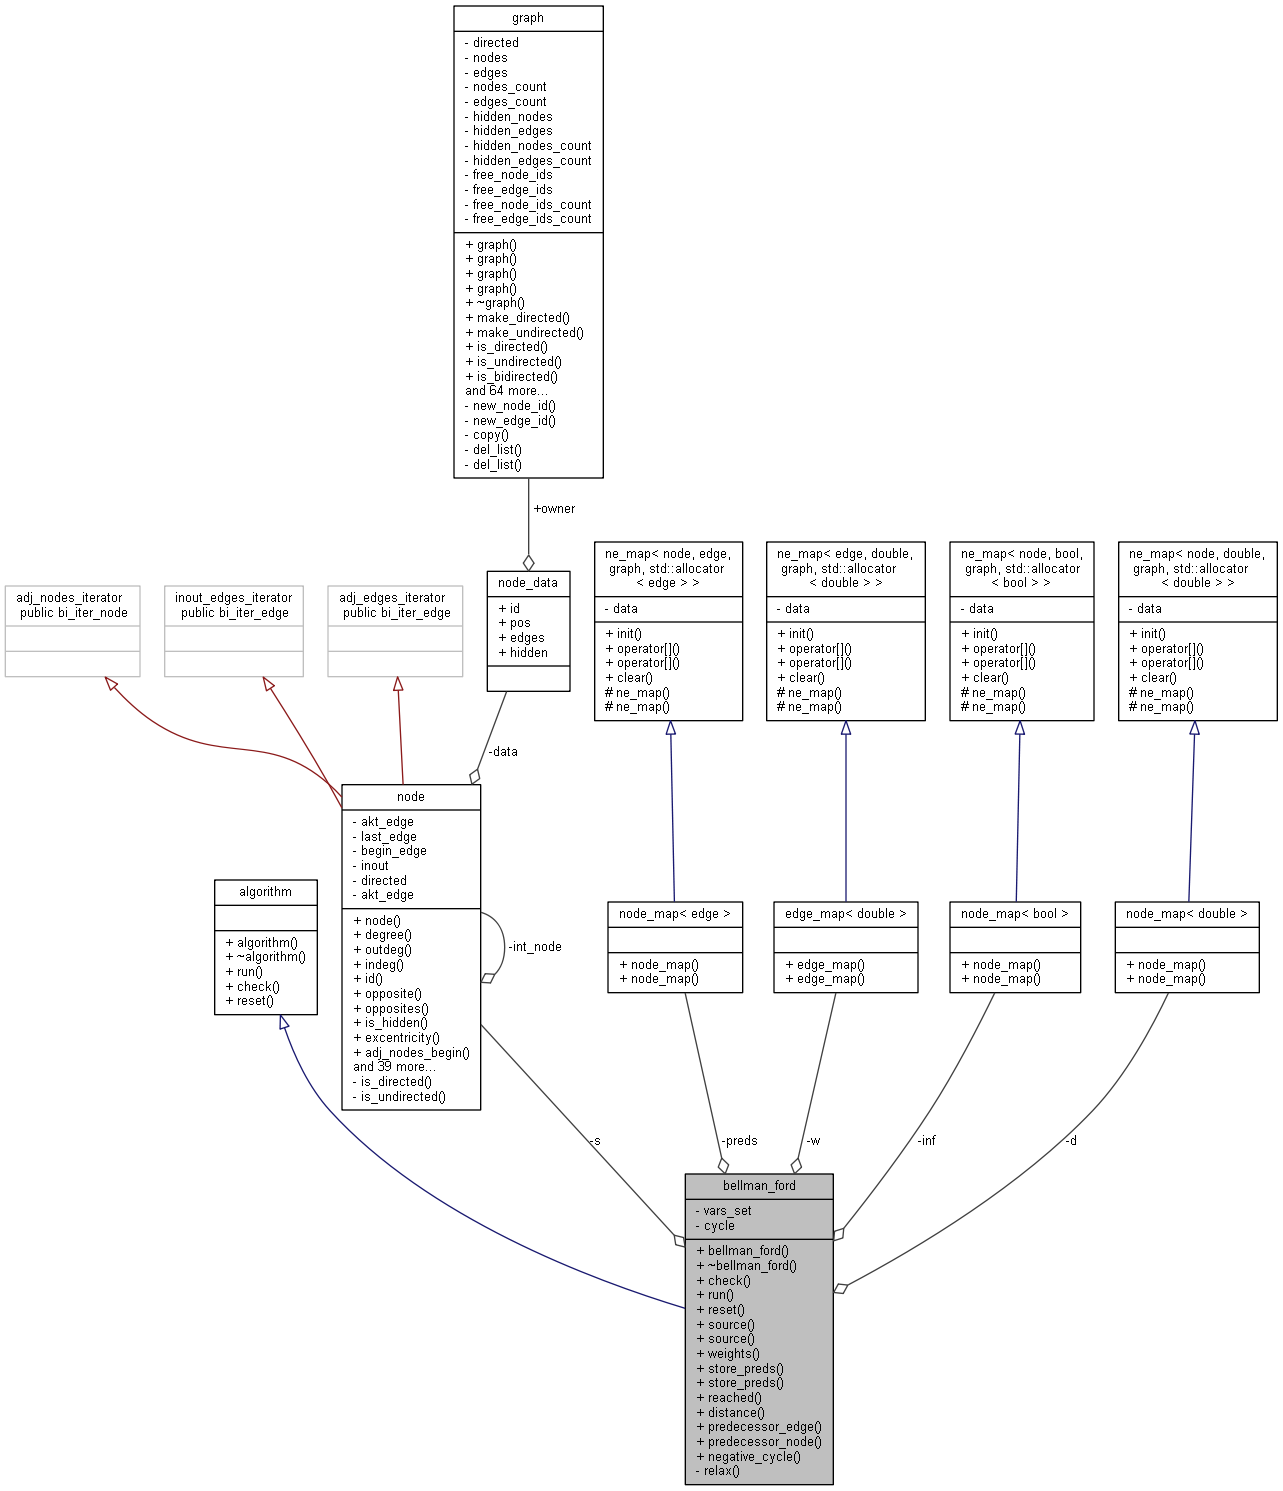 graph
- directed
- nodes
- edges
- nodes_count
- edges_count
- hidden_nodes
- hidden_edges
- hidden_nodes_count
- hidden_edges_count
- free_node_ids
- free_edge_ids
- free_node_ids_count
- free_edge_ids_count
+ graph()
+ graph()
+ graph()
+ graph()
+ ~graph()
+ make_directed()
+ make_undirected()
+ is_directed()
+ is_undirected()
+ is_bidirected()
and 64 more...
- new_node_id()
- new_edge_id()
- copy()
- del_list()
- del_list()
+owner
adj_nodes_iterator
public bi_iter_node
inout_edges_iterator
public bi_iter_edge
adj_edges_iterator
public bi_iter_edge
node_data
+ id
+ pos
+ edges
+ hidden
ne_map< node, edge,
graph, std::allocator
< edge > >
- data
+ init()
+ operator[]()
+ operator[]()
+ clear()
# ne_map()
# ne_map()
ne_map< edge, double,
graph, std::allocator
< double > >
- data
+ init()
+ operator[]()
+ operator[]()
+ clear()
# ne_map()
# ne_map()
ne_map< node, bool,
graph, std::allocator
< bool > >
- data
+ init()
+ operator[]()
+ operator[]()
+ clear()
# ne_map()
# ne_map()
ne_map< node, double,
graph, std::allocator
< double > >
- data
+ init()
+ operator[]()
+ operator[]()
+ clear()
# ne_map()
# ne_map()
-data
node
- akt_edge
- last_edge
- begin_edge
- inout
- directed
- akt_edge
+ node()
+ degree()
+ outdeg()
+ indeg()
+ id()
+ opposite()
+ opposites()
+ is_hidden()
+ excentricity()
+ adj_nodes_begin()
and 39 more...
- is_directed()
- is_undirected()
-int_node
algorithm
+ algorithm()
+ ~algorithm()
+ run()
+ check()
+ reset()
node_map< edge >
+ node_map()
+ node_map()
edge_map< double >
+ edge_map()
+ edge_map()
node_map< bool >
+ node_map()
+ node_map()
node_map< double >
+ node_map()
+ node_map()
-s
-preds
-w
-inf
-d
bellman_ford
- vars_set
- cycle
+ bellman_ford()
+ ~bellman_ford()
+ check()
+ run()
+ reset()
+ source()
+ source()
+ weights()
+ store_preds()
+ store_preds()
+ reached()
+ distance()
+ predecessor_edge()
+ predecessor_node()
+ negative_cycle()
- relax()